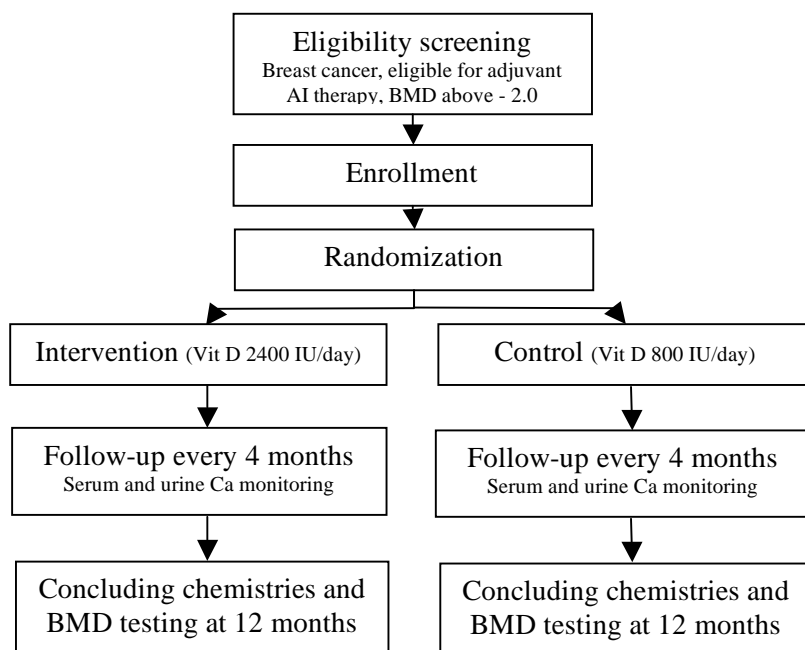 Eligibility screening
Breast cancer, eligible for adjuvant
AI therapy, BMD above - 2.0
Enrollment
Randomization
Intervention (Vit D 2400 IU/day)
Control (Vit D 800 IU/day)
Follow-up every 4 months
Serum and urine Ca monitoring
Follow-up every 4 months
Serum and urine Ca monitoring
Concluding chemistries and
BMD testing at 12 months
Concluding chemistries and
BMD testing at 12 months